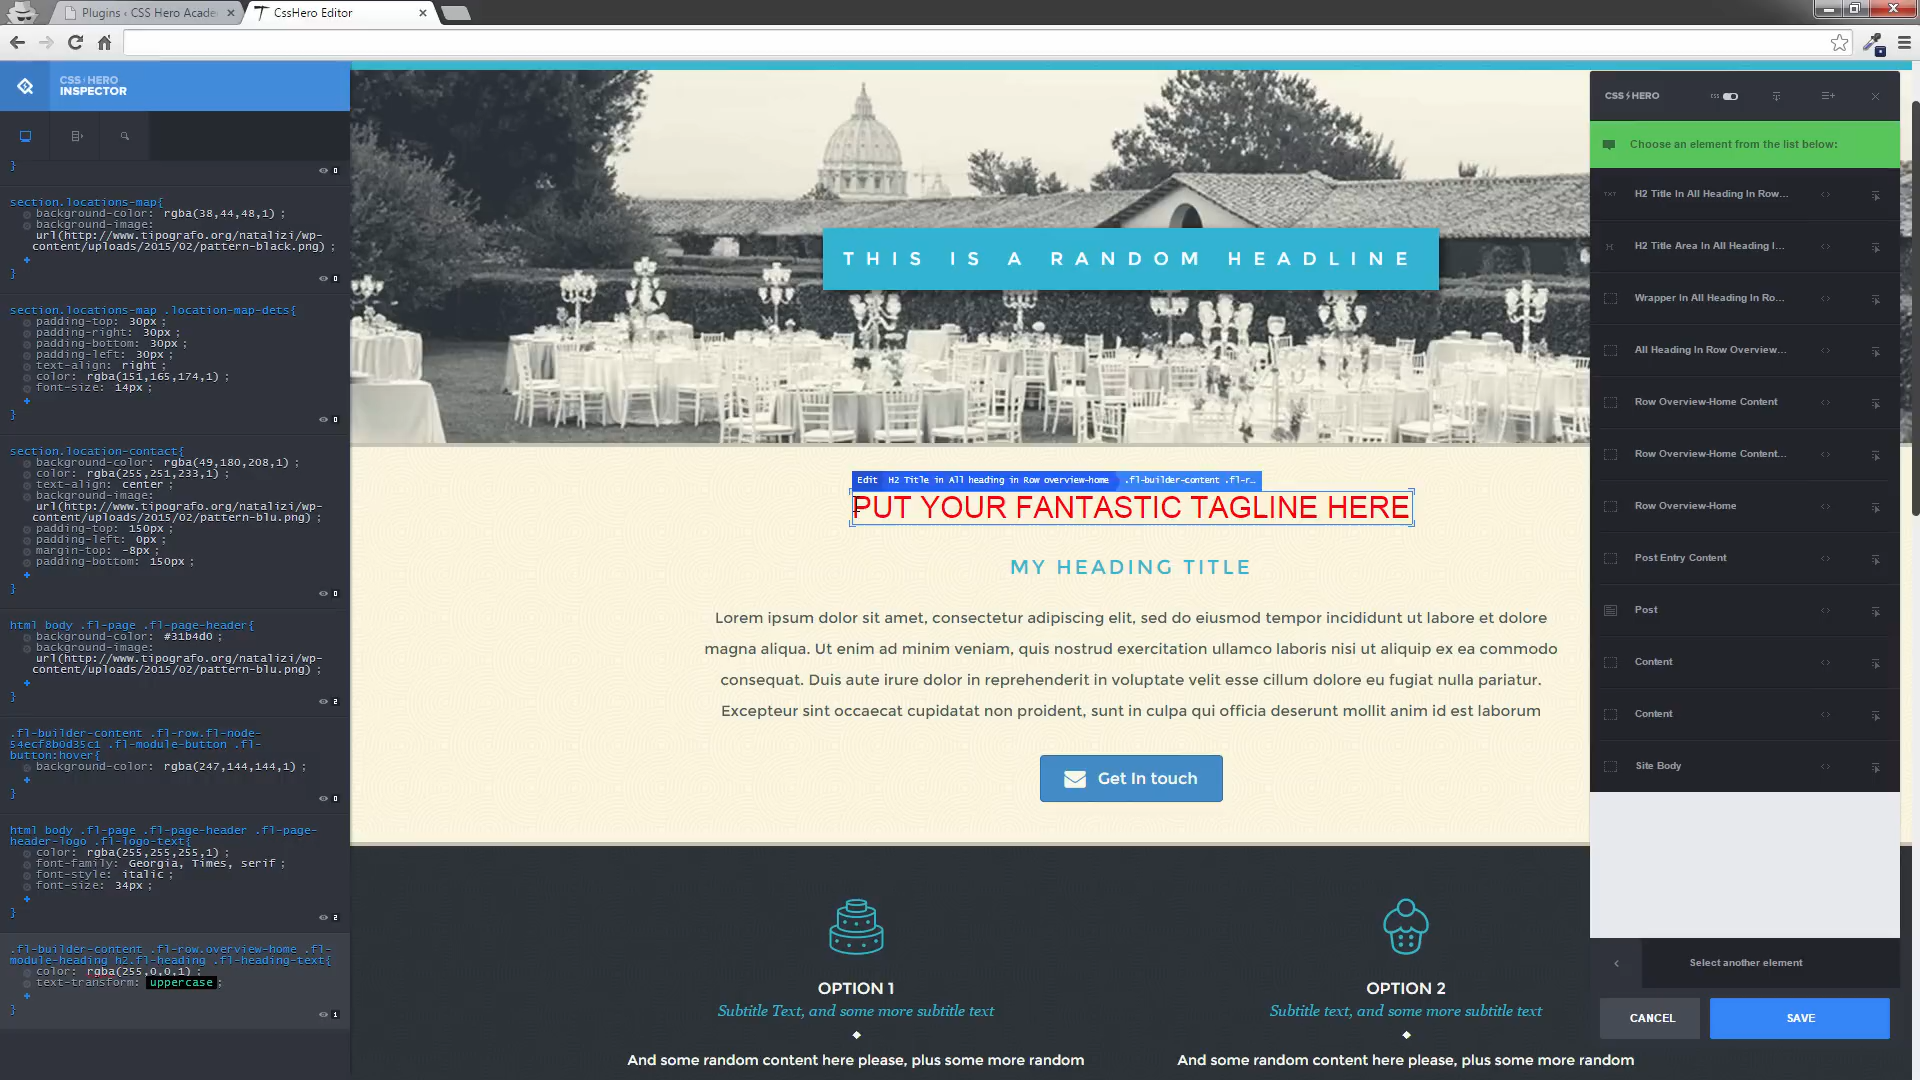 Plugins ‹ CSS Hero Acade
CssHero Editor
CSS HERO
INSPECTOR
}
0
section.locations-map{
background-color: rgba(38,44,48,1) ;
background-image:
url(http://www.tipografo.org/natalizi/wp-
content/uploads/2015/02/pattern-black.png) ;
+
}
0
section.locations-map .location-map-dets{
padding-top: 30px ;
padding-right: 30px ;
padding-bottom: 30px ;
padding-left: 30px ;
text-align: right ;
color: rgba(151,165,174,1) ;
font-size: 14px ;
+
}
0
section.location-contact{
background-color: rgba(49,180,208,1) ;
color: rgba(255,251,233,1) ;
text-align: center ;
background-image:
url(http://www.tipografo.org/natalizi/wp-
content/uploads/2015/02/pattern-blu.png) ;
padding-top: 150px ;
padding-left: 0px ;
margin-top: -8px ;
padding-bottom: 150px ;
+
}
0
html body .fl-page .fl-page-header{
background-color: #31b4d0 ;
background-image:
url(http://www.tipografo.org/natalizi/wp-
content/uploads/2015/02/pattern-blu.png) ;
+
}
2
.fl-builder-content .fl-row.fl-node-
54ecf8b0d35c1 .fl-module-button .fl-
button:hover{
background-color: rgba(247,144,144,1) ;
+
}
0
html body .fl-page .fl-page-header .fl-page-
header-logo .fl-logo-text{
color: rgba(255,255,255,1) ;
font-family: Georgia, Times, serif ;
font-style: italic ;
font-size: 34px ;
+
}
2
.fl-builder-content .fl-row.overview-home .fl-
module-heading h2.fl-heading .fl-heading-text{
color: rgba(255,0,0,1) ;
text-transform: uppercase ;
+
}
1
THIS IS A RANDOM HEADLINE
Edit H2 Title in All heading in Row overview-home .fl-builder-content .fl-r...
PUT YOUR FANTASTIC TAGLINE HERE
MY HEADING TITLE
Lorem ipsum dolor sit amet, consectetur adipiscing elit, sed do eiusmod tempor incididunt ut labore et dolore
magna aliqua. Ut enim ad minim veniam, quis nostrud exercitation ullamco laboris nisi ut aliquip ex ea commodo
consequat. Duis aute irure dolor in reprehenderit in voluptate velit esse cillum dolore eu fugiat nulla pariatur.
Excepteur sint occaecat cupidatat non proident, sunt in culpa qui officia deserunt mollit anim id est laborum
Get In touch
OPTION 1
Subtitle Text, and some more subtitle text
And some random content here please, plus some more random
OPTION 2
Subtitle text, and some more subtitle text
And some random content here please, plus some more random
CSS HERO
CSS
Choose an element from the list below:
TXT H2 Title In All Heading In Row...
H2 Title Area In All Heading I...
Wrapper In All Heading In Ro...
All Heading In Row Overview...
Row Overview-Home Content
Row Overview-Home Content...
Row Overview-Home
Post Entry Content
Post
Content
Content
Site Body
Select another element
CANCEL
SAVE